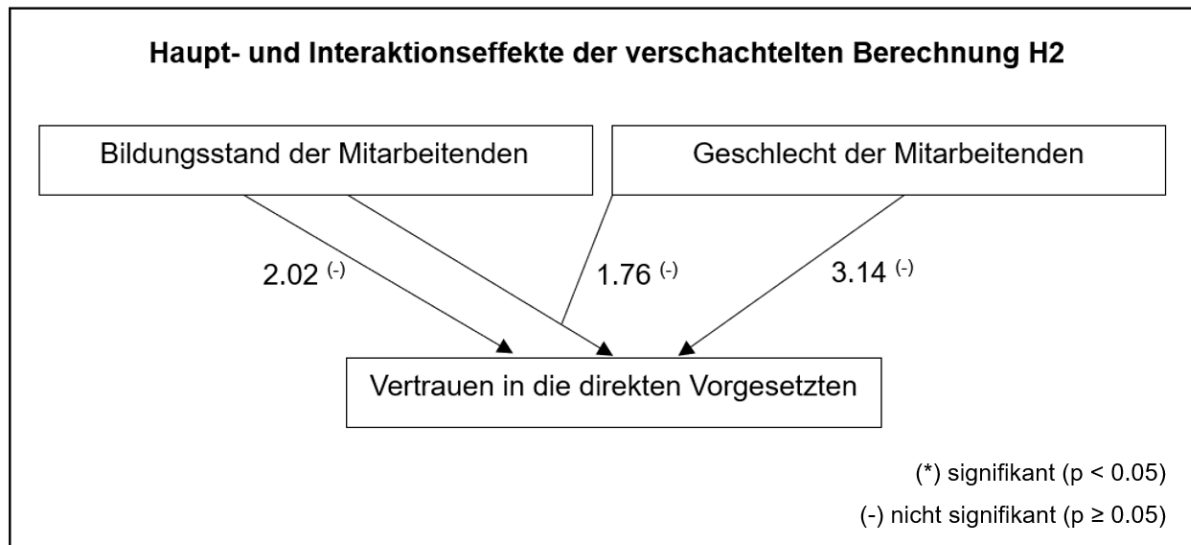 Haupt- und Interaktionseffekte der verschachtelten Berechnung H2
Bildungsstand der Mitarbeitenden
Geschlecht der Mitarbeitenden
2.02 (-)
1.76 (-)
3.14 (-)
Vertrauen in die direkten Vorgesetzten
(*) signifikant (p < 0.05)
(-) nicht signifikant (p ≥ 0.05)